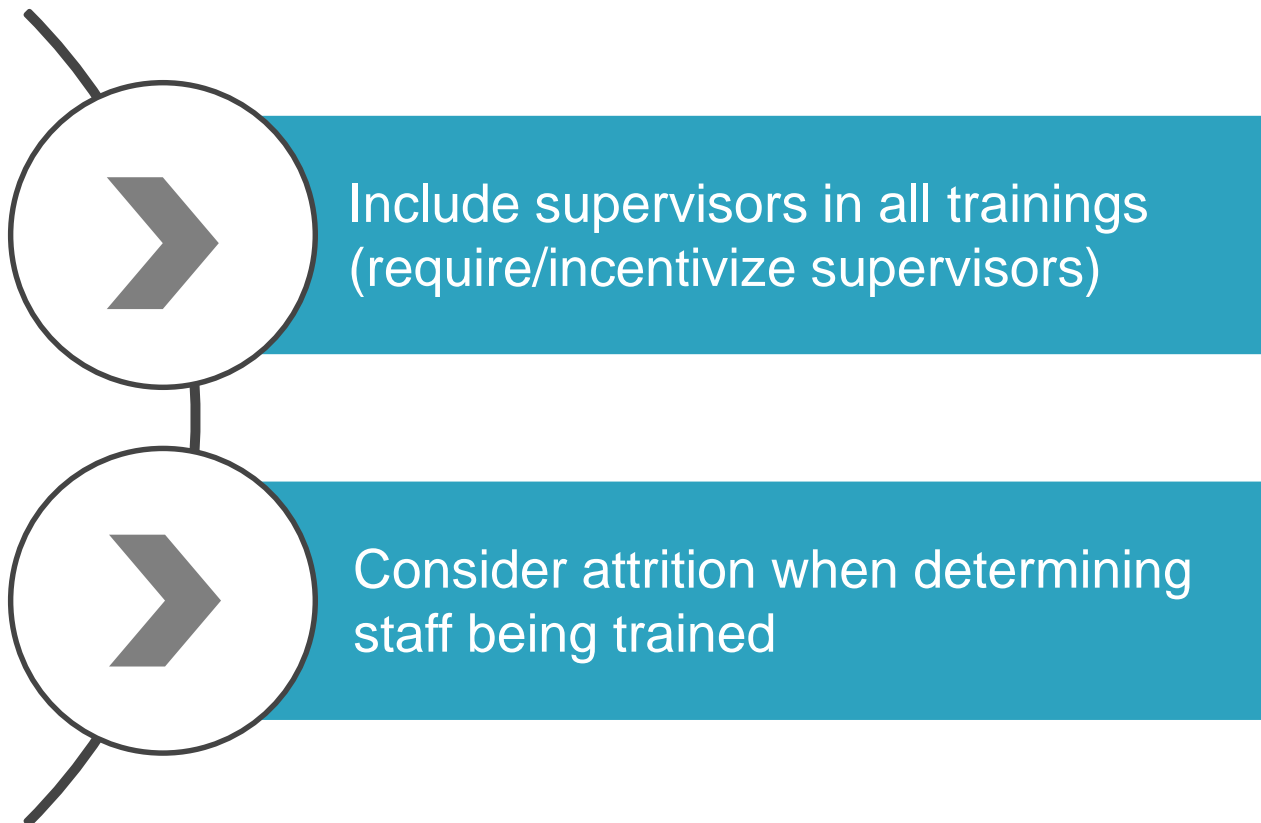 Include supervisors in all trainings
(require/incentivize supervisors)
Consider attrition when determining
staff being trained